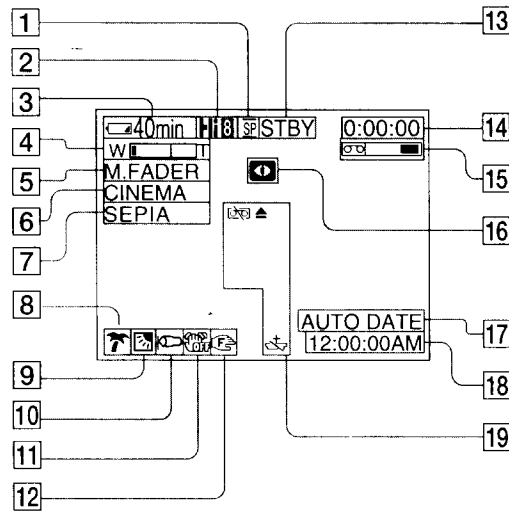 1
2
3
4
5
6
7
8
9
10
11
12
13
14
15
16
17
18
19
40min Hi8 SP STBY 0:00:00
W T
M.FADER
CINEMA
SEPIA
OFF F
AUTO DATE
12:00:00AM